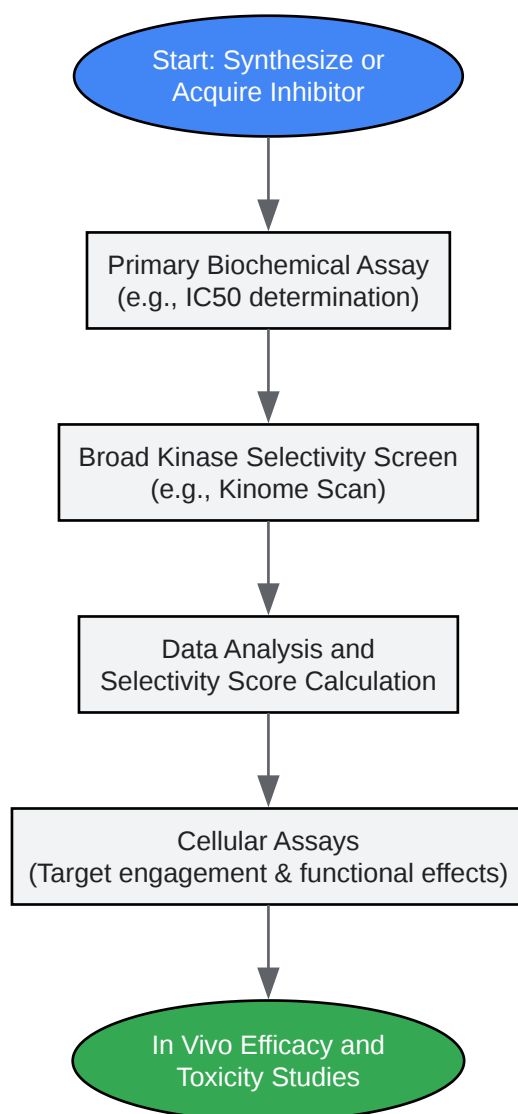 Start: Synthesize or
Acquire Inhibitor
Primary Biochemical Assay
(e.g., IC50 determination)
Broad Kinase Selectivity Screen
(e.g., Kinome Scan)
Data Analysis and
Selectivity Score Calculation
Cellular Assays
(Target engagement & functional effects)
In Vivo Efficacy and
Toxicity Studies